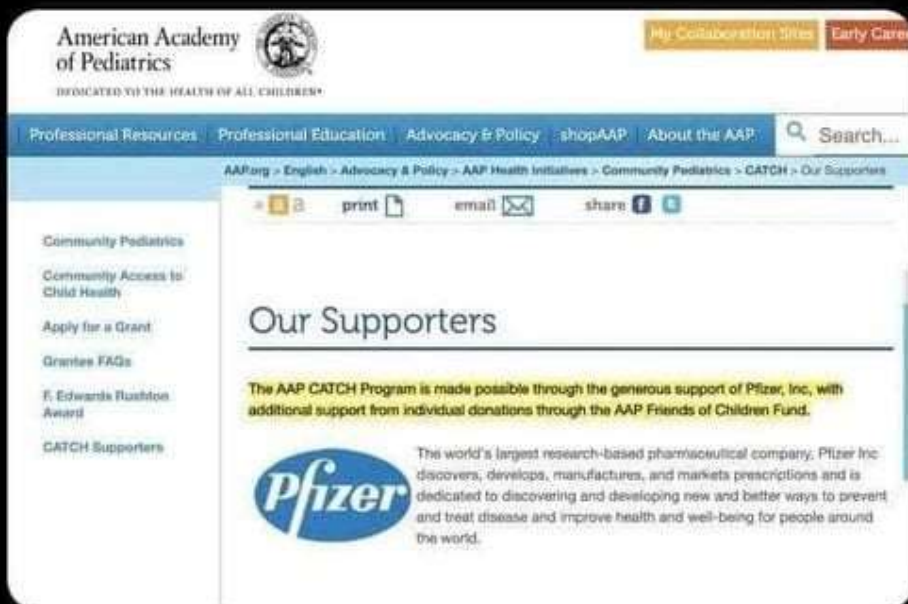 American Academy
of Pediatrics
DEDICATED TO THE HEALTH OF ALL CHILDREN®
My Collaboration Sites Early Caree
Professional Resources Professional Education Advocacy & Policy shopAAP About the AAP Search...
AAP.org > English > Advocacy & Policy > AAP Health Initiatives > Community Pediatrics > CATCH > Our Supporters
a a a print email share f t
Community Pediatrics
Community Access to
Child Health
Apply for a Grant
Grantee FAQs
F. Edwards Rushton
Award
CATCH Supporters
Our Supporters
The AAP CATCH Program is made possible through the generous support of Pfizer, Inc, with
additional support from individual donations through the AAP Friends of Children Fund.
Pfizer
The world's largest research-based pharmaceutical company, Pfizer Inc
discovers, develops, manufactures, and markets prescriptions and is
dedicated to discovering and developing new and better ways to prevent
and treat disease and improve health and well-being for people around
the world.